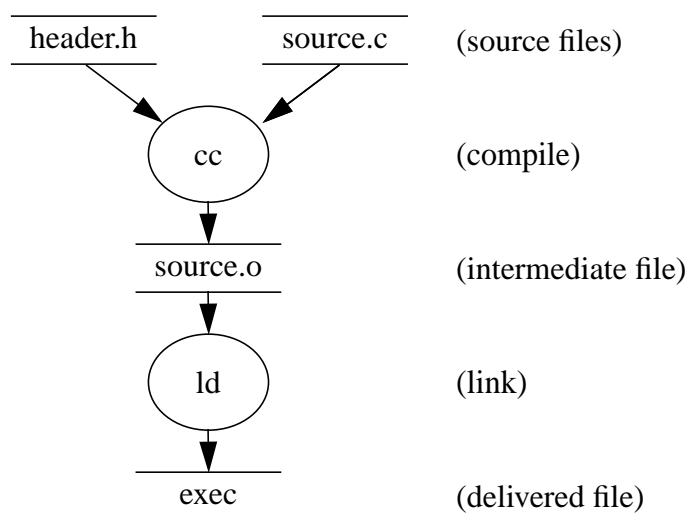 header.h source.c (source files)
cc (compile)
source.o (intermediate file)
ld (link)
exec (delivered file)